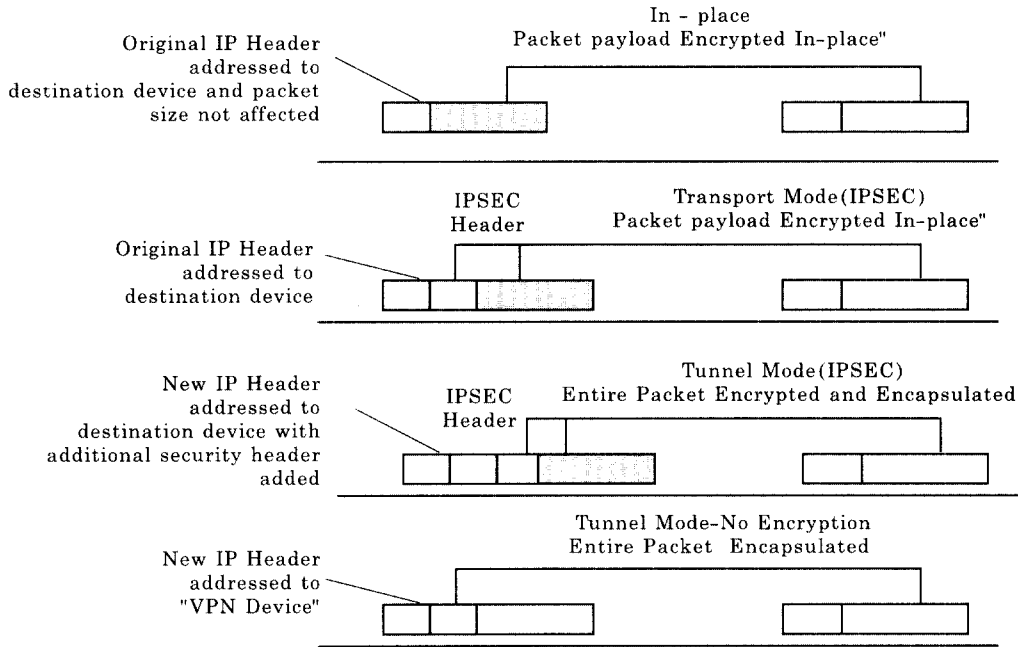 In - place
Packet payload Encrypted In-place"
Original IP Header
addressed to
destination device and packet
size not affected
IPSEC
Header
Transport Mode(IPSEC)
Packet payload Encrypted In-place"
Original IP Header
addressed to
destination device
New IP Header
addressed to
destination device with
additional security header
added
IPSEC
Header
Tunnel Mode(IPSEC)
Entire Packet Encrypted and Encapsulated
Tunnel Mode-No Encryption
Entire Packet Encapsulated
New IP Header
addressed to
"VPN Device"